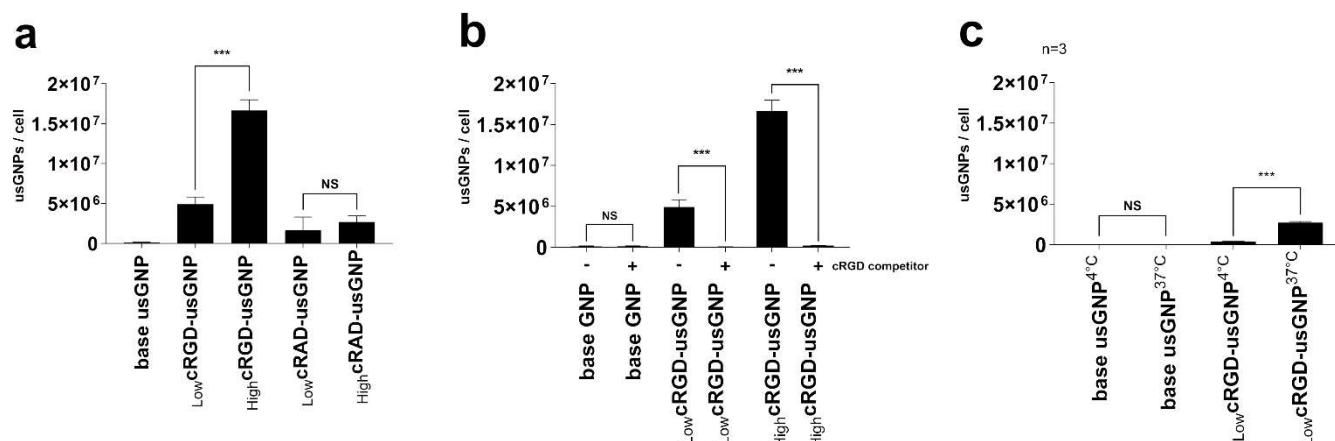 a
***
2×10⁷
1.5×10⁷
1×10⁷
5×10⁶
0
usGNPs / cell
NS
base usGNP
LowcRGD-usGNP
HighcRGD-usGNP
LowcRAD-usGNP
HighcRAD-usGNP
b
***
2×10⁷
1.5×10⁷
1×10⁷
5×10⁶
0
usGNPs / cell
***
NS
- + - + - + cRGD competitor
base GNP
base GNP
LowcRGD-usGNP
LowcRGD-usGNP
HighcRGD-usGNP
HighcRGD-usGNP
c
n=3
2×10⁷
1.5×10⁷
1×10⁷
5×10⁶
0
usGNPs / cell
***
NS
base usGNP4°C
base usGNP37°C
LowcRGD-usGNP4°C
LowcRGD-usGNP37°C